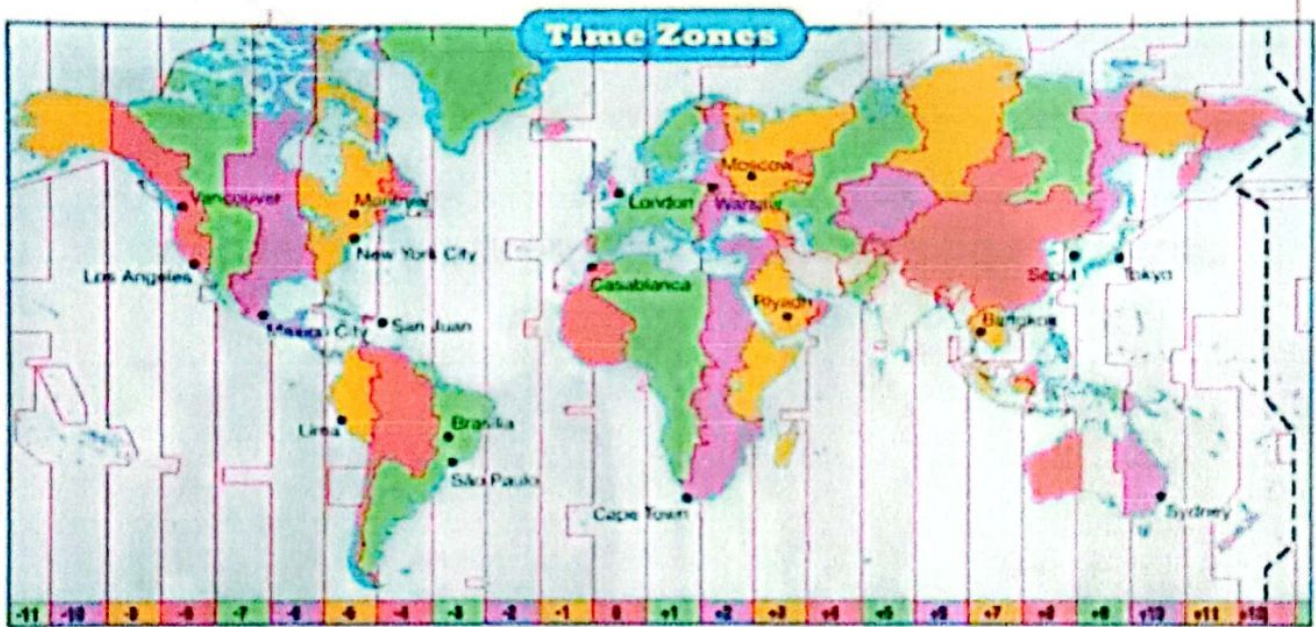 Time Zones
Moscow
Vancouver
Montreal
London
Warsaw
New York City
Los Angeles
Casablanca
Seoul
Tokyo
Riyadh
Mexico City
San Juan
Bangkok
Lima
Brasília
São Paulo
Cape Town
Sydney
-11 -10 -9 -8 -7 -6 -5 -4 -3 -2 -1 0 +1 +2 +3 +4 +5 +6 +7 +8 +9 +10 +11 +12